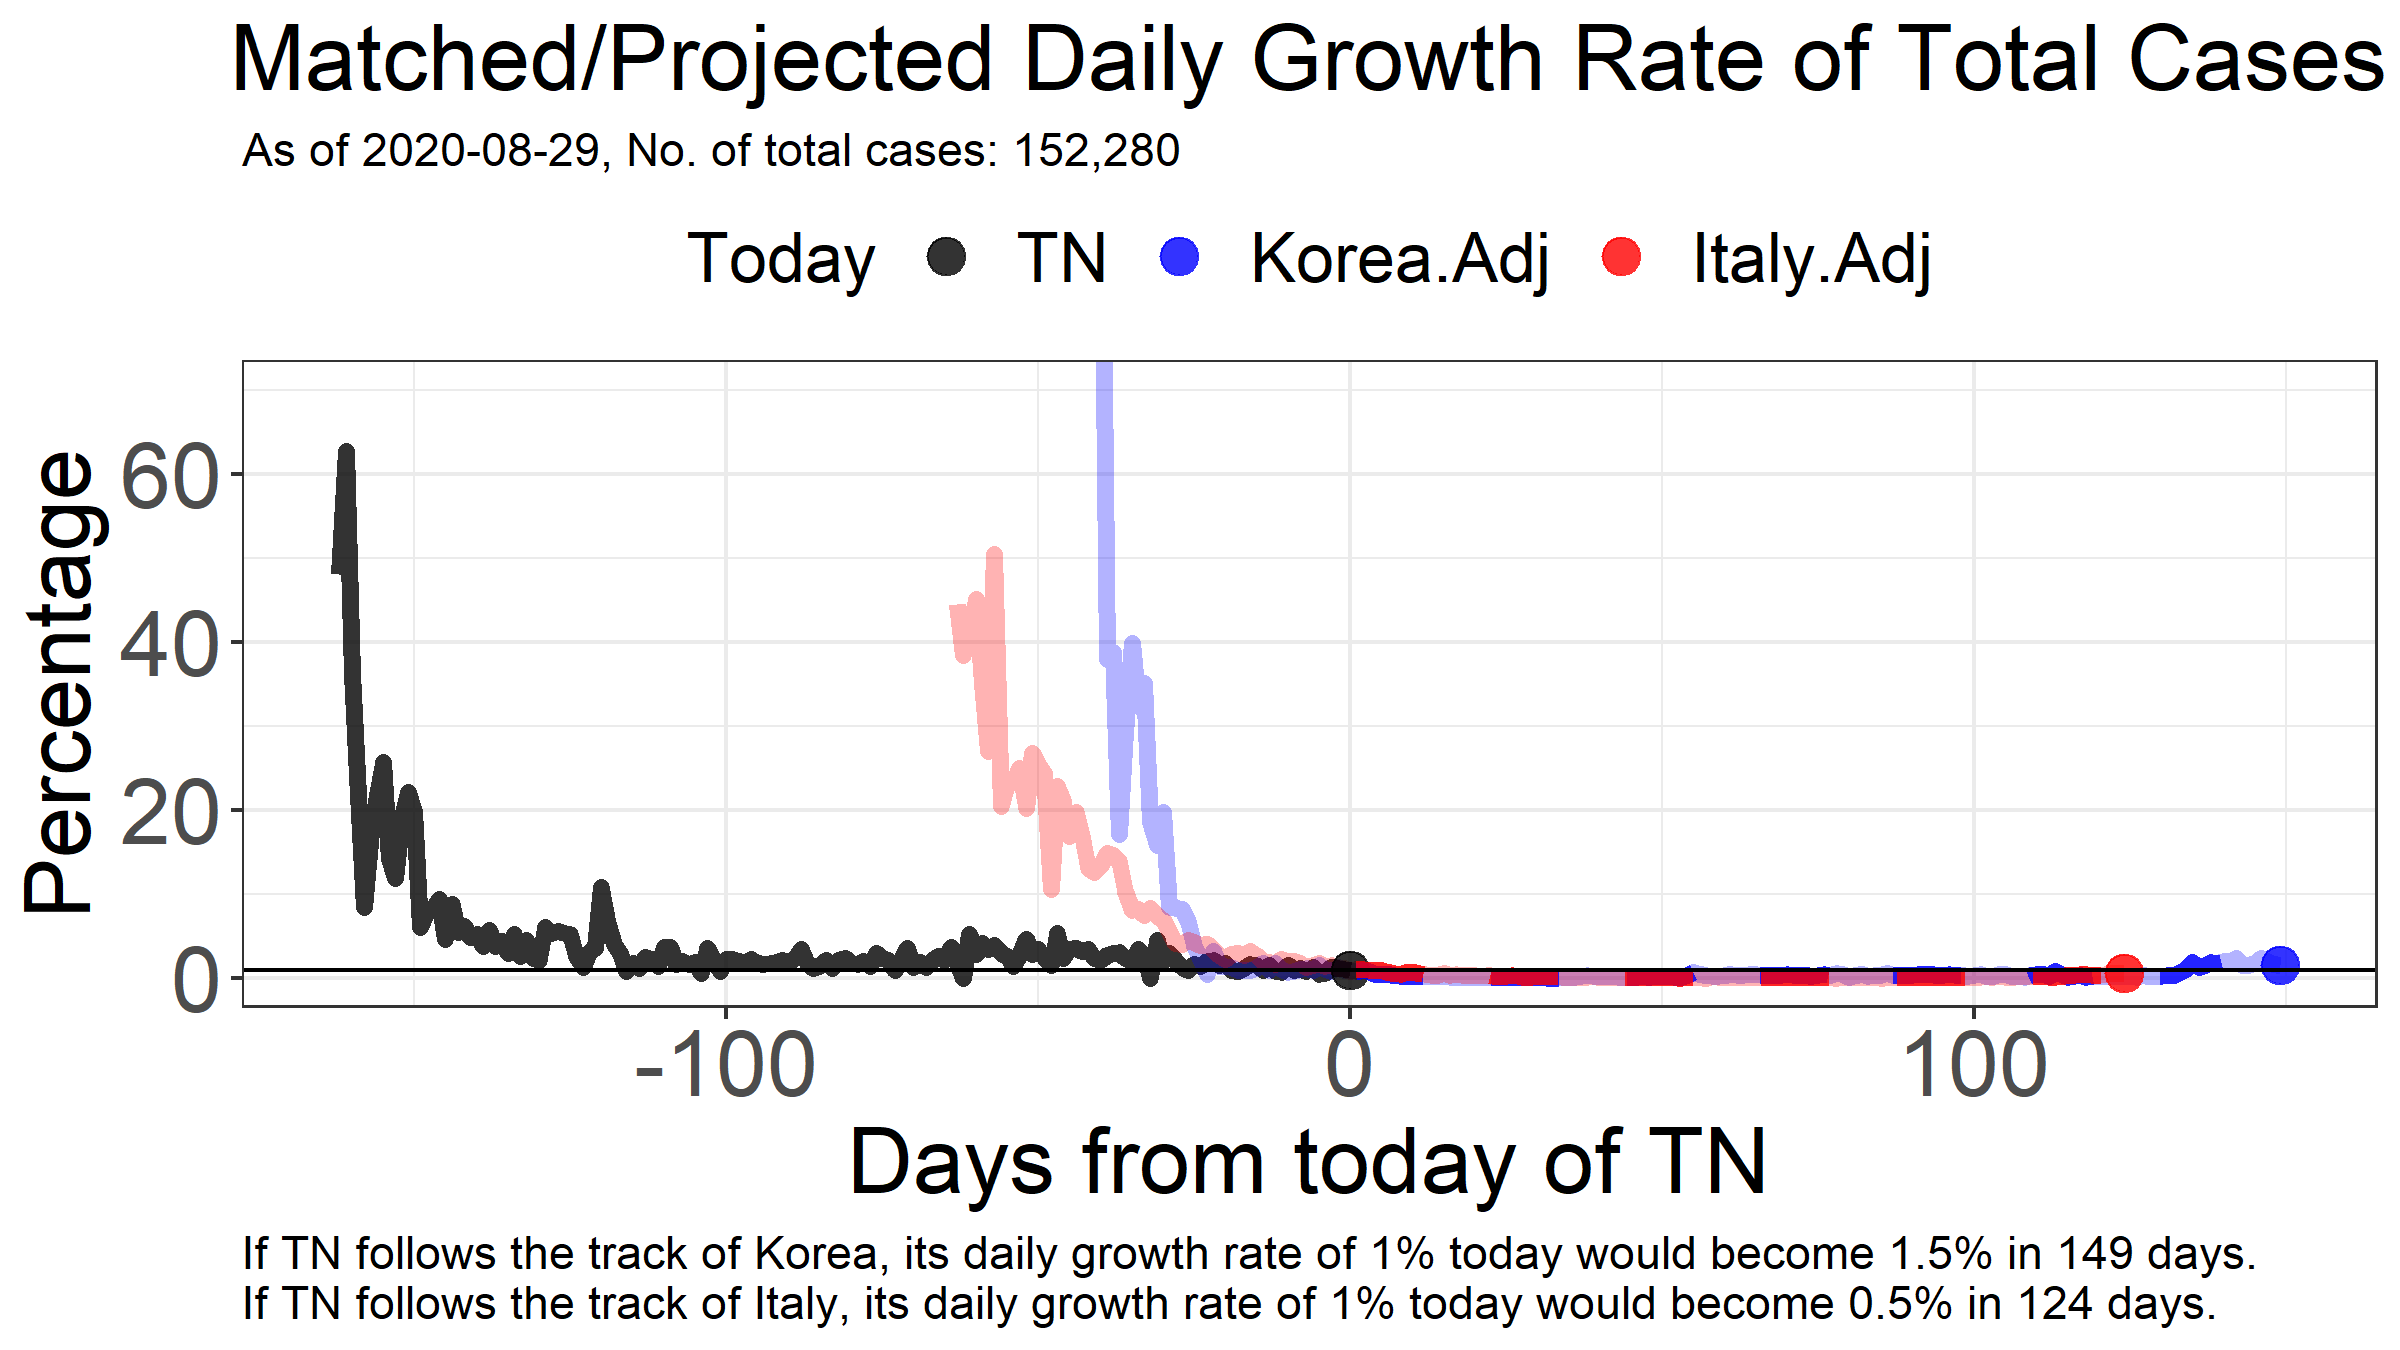 Matched/Projected Daily Growth Rate of Total Cases
As of 2020-08-29, No. of total cases: 152,280
Today TN Korea.Adj Italy.Adj
Percentage
60
40
20
0
-100 0 100
Days from today of TN
If TN follows the track of Korea, its daily growth rate of 1% today would become 1.5% in 149 days.
If TN follows the track of Italy, its daily growth rate of 1% today would become 0.5% in 124 days.